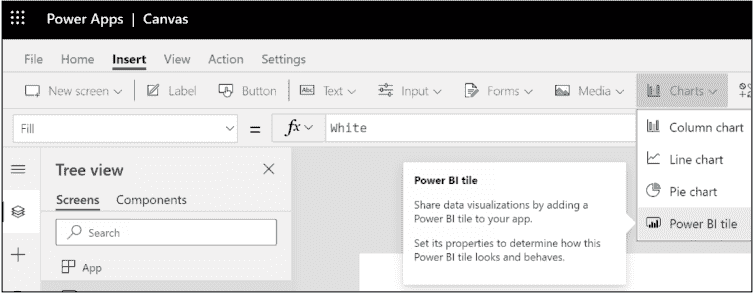 Power Apps | Canvas
File Home Insert View Action Settings
New screen Label Button Abc Text Input Forms Media Charts
Fill = fx White
Column chart
Line chart
Pie chart
Power BI tile
Tree view
Screens Components
Search
App
Power BI tile
Share data visualizations by adding a
Power BI tile to your app.
Set its properties to determine how this
Power BI tile looks and behaves.